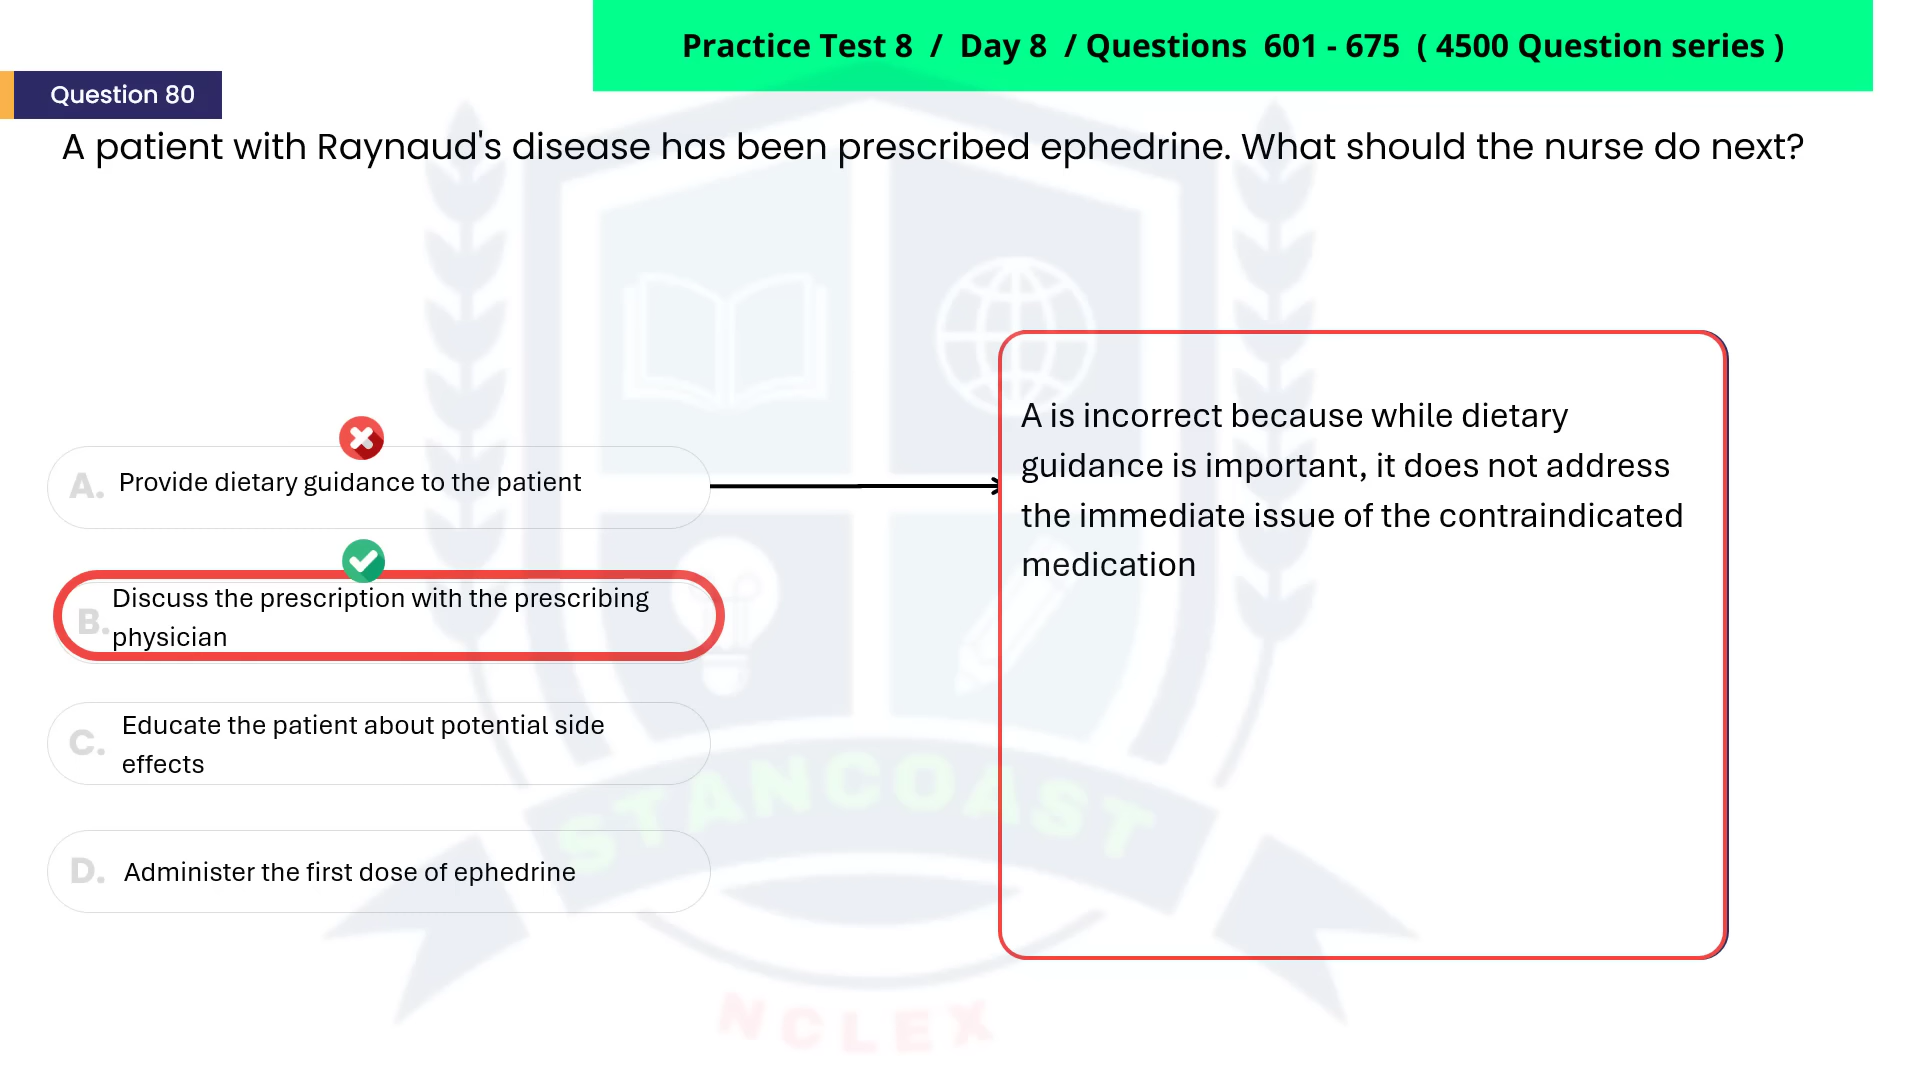 Practice Test 8 / Day 8 / Questions 601 - 675 ( 4500 Question series )
Question 80
A patient with Raynaud's disease has been prescribed ephedrine. What should the nurse do next?
A. Provide dietary guidance to the patient
B. Discuss the prescription with the prescribing
physician
C. Educate the patient about potential side
effects
D. Administer the first dose of ephedrine
A is incorrect because while dietary
guidance is important, it does not address
the immediate issue of the contraindicated
medication
STANCOAST
NCLEX